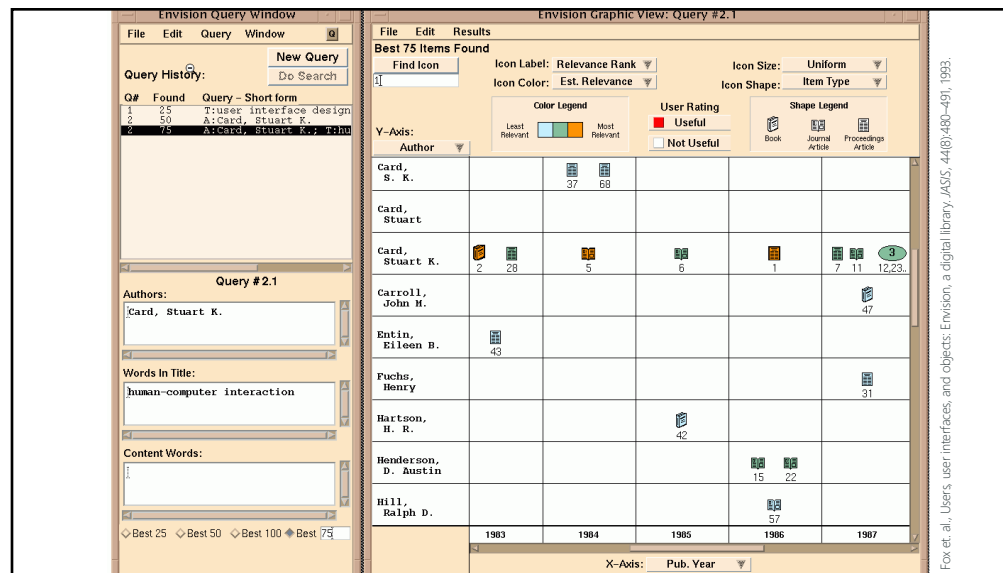 Envision Query Window
File Edit Query Window Q
New Query
Query History:
Do Search
Q# Found Query – Short form
1 25 T:user interface design
2 50 A:Card, Stuart K.
2 75 A:Card, Stuart K.; T:hu
Query #2.1
Authors:
Card, Stuart K.
Words In Title:
human-computer interaction
Content Words:
Best 25 Best 50 Best 100 Best 75
Envision Graphic View: Query #2.1
File Edit Results
Best 75 Items Found
Find Icon
1
Icon Label: Relevance Rank
Icon Size: Uniform
Icon Color: Est. Relevance
Icon Shape: Item Type
Color Legend
Least Relevant
Most Relevant
User Rating
Useful
Not Useful
Shape Legend
Book
Journal Article
Proceedings Article
Y-Axis:
Author
Card, S. K.
37 68
Card, Stuart
Card, Stuart K.
3
2 28 5 6 1 7 11 12,23..
Carroll, John M.
47
Entin, Eileen B.
43
Fuchs, Henry
31
Hartson, H. R.
42
Henderson, D. Austin
15 22
Hill, Ralph D.
57
1983 1984 1985 1986 1987
X-Axis: Pub. Year
Fox et. al., Users, user interfaces, and objects: Envision, a digital library. JASIS, 44(8):480–491, 1993.